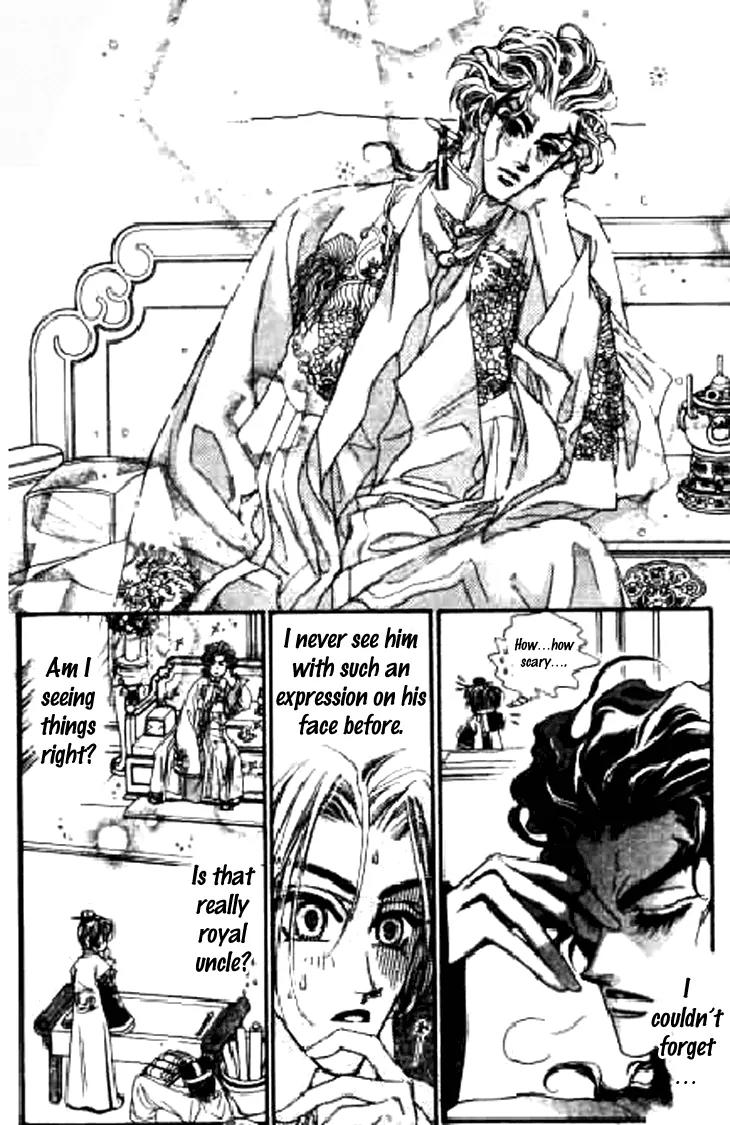 How...how
scary....
I
couldn't
forget
...
I never see him
with such an
expression on his
face before.
Am I
seeing
things
right?
Is that
really
royal
uncle?